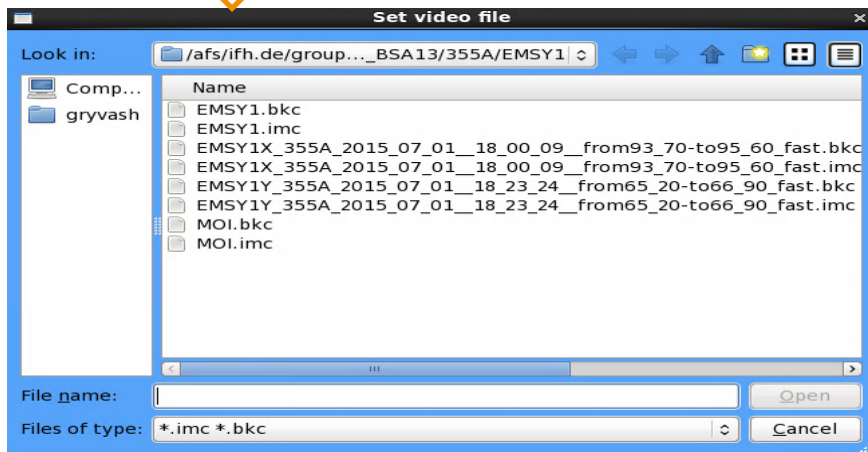 Set video file
Look in: /afs/ifh.de/group..._BSA13/355A/EMSY1
Comp...
gryvash
Name
EMSY1.bkc
EMSY1.imc
EMSY1X_355A_2015_07_01__18_00_09__from93_70-to95_60_fast.bkc
EMSY1X_355A_2015_07_01__18_00_09__from93_70-to95_60_fast.imc
EMSY1Y_355A_2015_07_01__18_23_24__from65_20-to66_90_fast.bkc
EMSY1Y_355A_2015_07_01__18_23_24__from65_20-to66_90_fast.imc
MOI.bkc
MOI.imc
File name: Open
Files of type: *.imc *.bkc Cancel